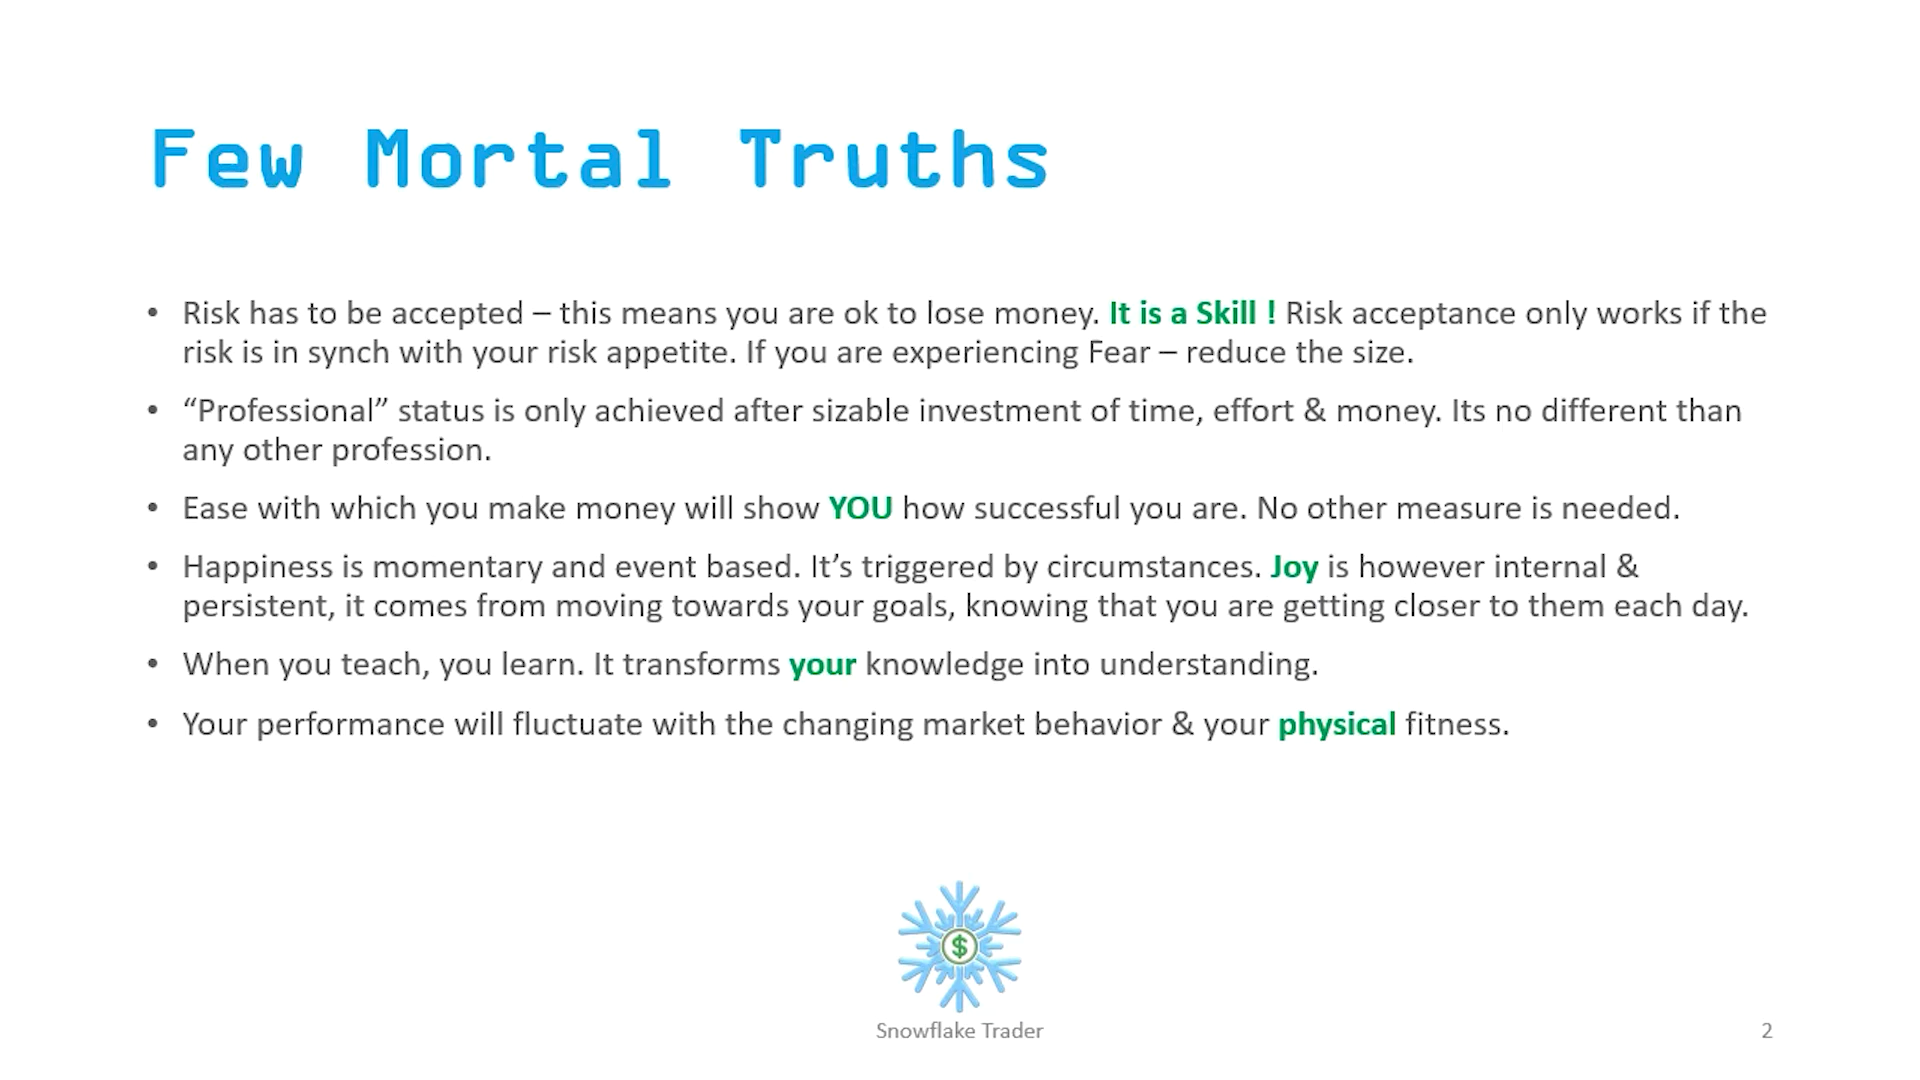 Few Mortal Truths
• Risk has to be accepted – this means you are ok to lose money. It is a Skill ! Risk acceptance only works if the
risk is in synch with your risk appetite. If you are experiencing Fear – reduce the size.
• “Professional” status is only achieved after sizable investment of time, effort & money. Its no different than
any other profession.
• Ease with which you make money will show YOU how successful you are. No other measure is needed.
• Happiness is momentary and event based. It’s triggered by circumstances. Joy is however internal &
persistent, it comes from moving towards your goals, knowing that you are getting closer to them each day.
• When you teach, you learn. It transforms your knowledge into understanding.
• Your performance will fluctuate with the changing market behavior & your physical fitness.
$
Snowflake Trader
2